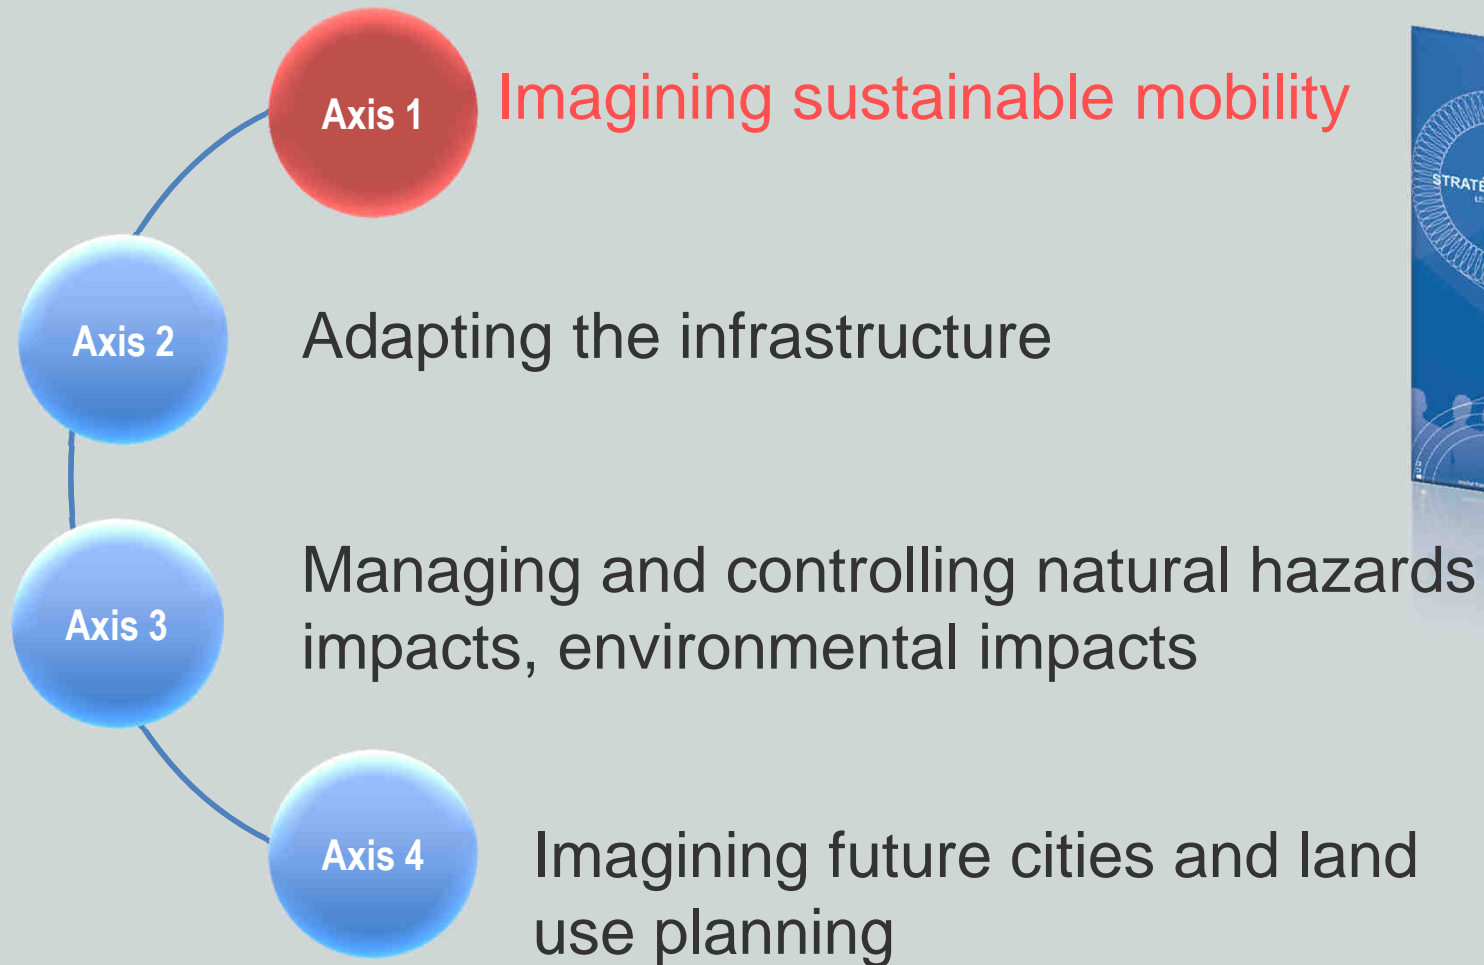 Axis 1
Imagining sustainable mobility
Axis 2
Adapting the infrastructure
Axis 3
Managing and controlling natural hazards
impacts, environmental impacts
Axis 4
Imagining future cities and land
use planning